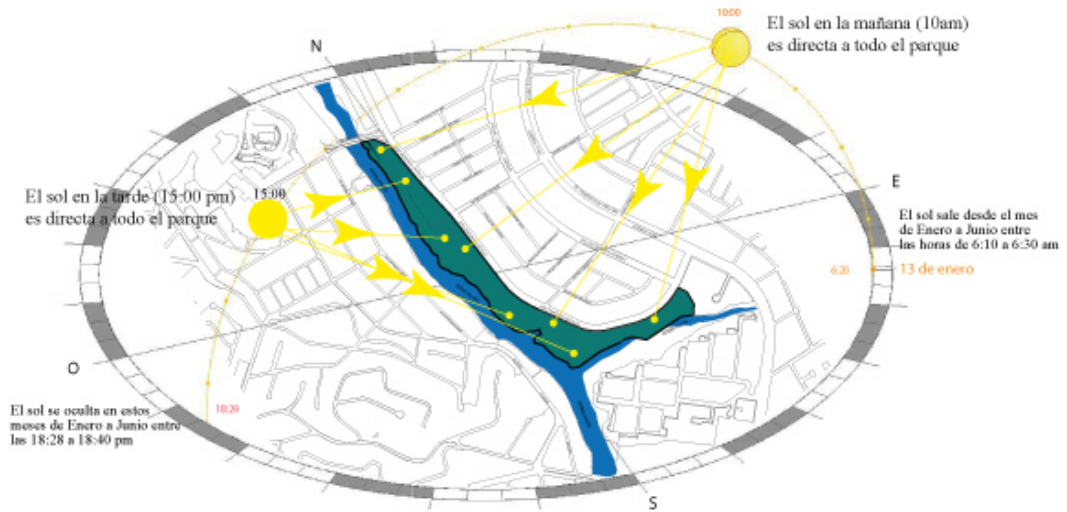 10:00
El sol en la mañana (10am)
es directa a todo el parque
N
El sol en la tarde (15:00 pm)
es directa a todo el parque
15:00
E
El sol sale desde el mes
de Enero a Junio entre
las horas de 6:10 a 6:30 am
6:20
13 de enero
O
18:29
El sol se oculta en estos
meses de Enero a Junio entre
las 18:28 a 18:40 pm
S